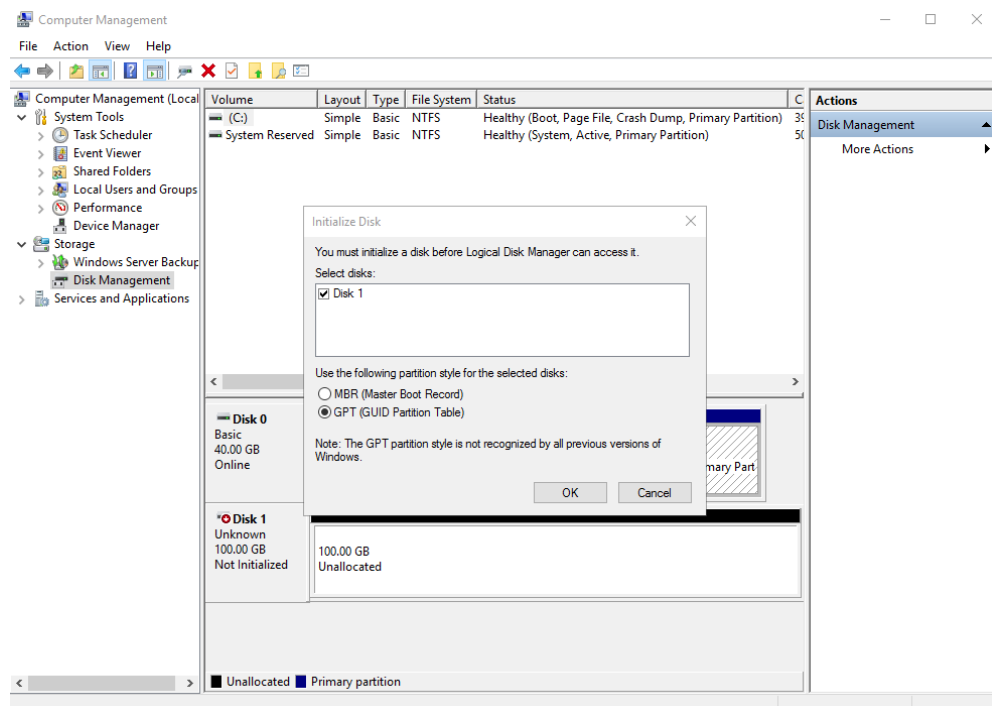 Computer Management
File Action View Help
Computer Management (Local
System Tools
Task Scheduler
Event Viewer
Shared Folders
Local Users and Groups
Performance
Device Manager
Storage
Windows Server Backup
Disk Management
Services and Applications
Volume Layout Type File System Status C
(C:) Simple Basic NTFS Healthy (Boot, Page File, Crash Dump, Primary Partition) 39
System Reserved Simple Basic NTFS Healthy (System, Active, Primary Partition) 50
Initialize Disk
You must initialize a disk before Logical Disk Manager can access it.
Select disks:
Disk 1
Use the following partition style for the selected disks:
MBR (Master Boot Record)
GPT (GUID Partition Table)
Note: The GPT partition style is not recognized by all previous versions of
Windows.
OK Cancel
Disk 0
Basic
40.00 GB
Online
mary Part
Disk 1
Unknown
100.00 GB
Not Initialized
100.00 GB
Unallocated
Unallocated Primary partition
Actions
Disk Management
More Actions